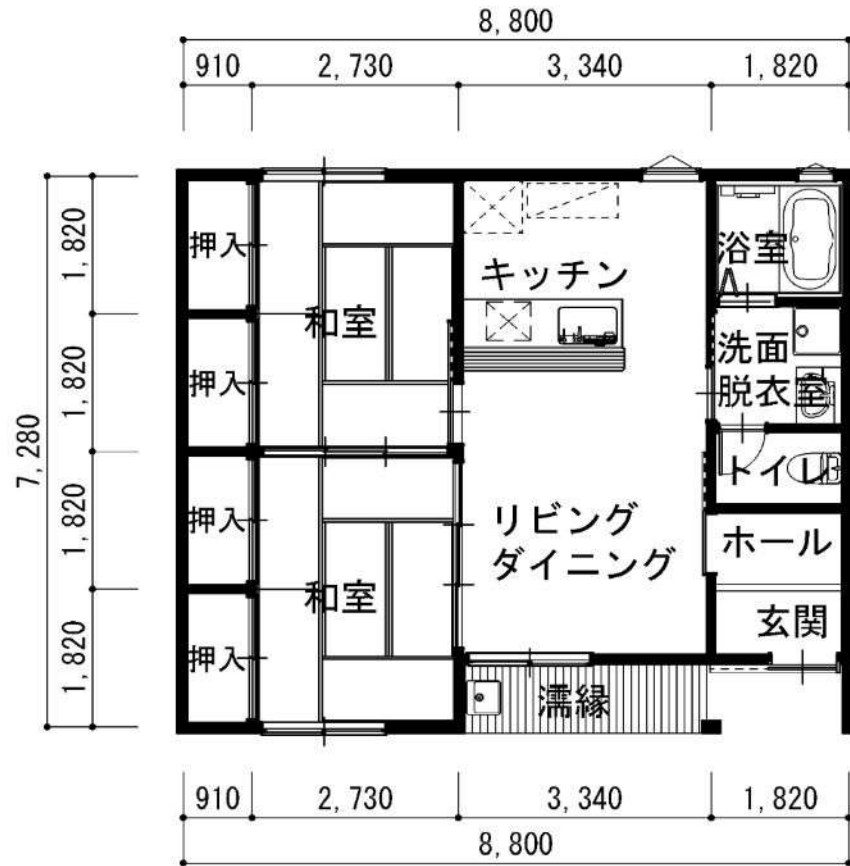 8,800
910 2,730 3,340 1,820
1,820
1,820
1,820
1,820
7,280
押入
押入
押入
押入
和室
和室
キッチン
リビング
ダイニング
浴室
洗面
脱衣室
トイレ
ホール
玄関
濡縁
910 2,730 3,340 1,820
8,800